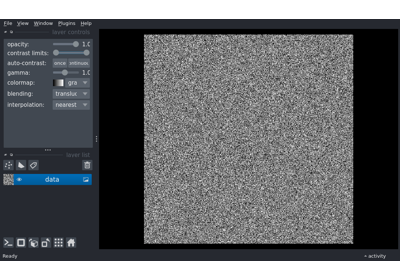 File View Window Plugins Help
layer controls
opacity: 1.0
contrast limits:
auto-contrast: once continuous
gamma: 1.0
colormap: gra
blending: transluc
interpolation: nearest
layer list
data
Ready activity